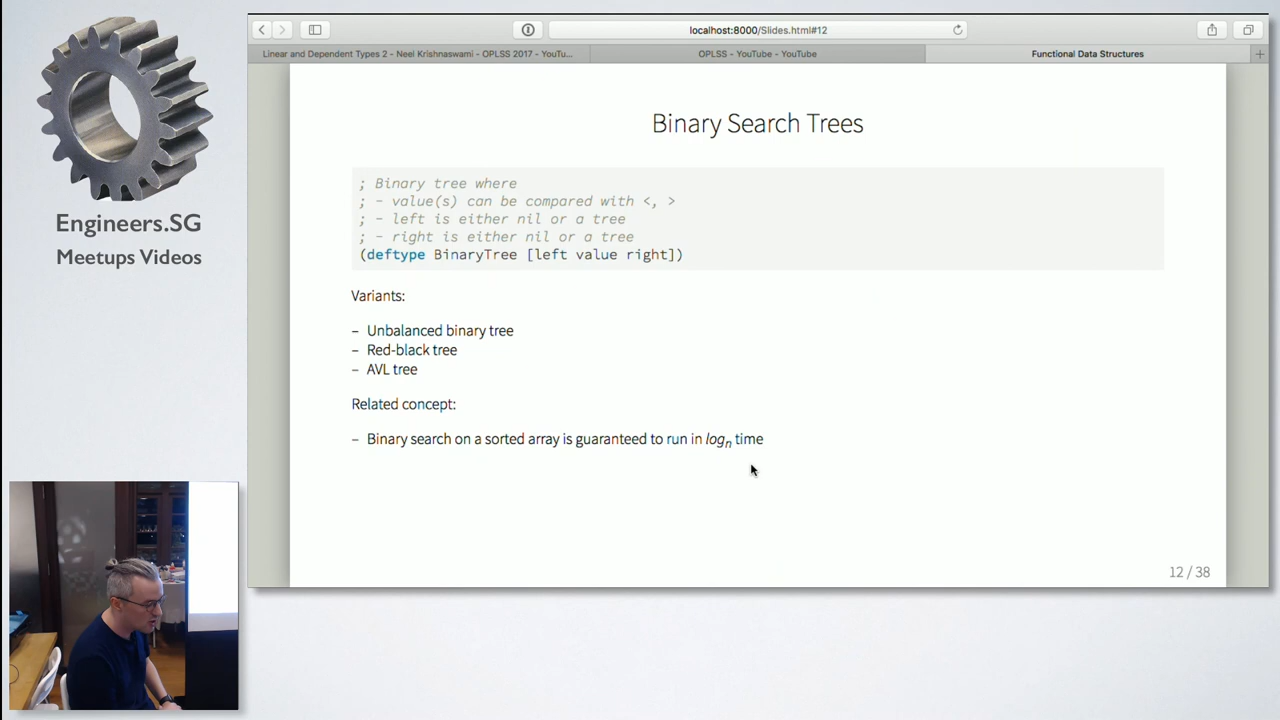 localhost:8000/Slides.html#12
Linear and Dependent Types 2 - Neel Krishnaswami - OPLSS 2017 - YouTu...
OPLSS - YouTube - YouTube
Functional Data Structures
Engineers.SG
Meetups Videos
Binary Search Trees
; Binary tree where
; - value(s) can be compared with <, >
; - left is either nil or a tree
; - right is either nil or a tree
(deftype BinaryTree [left value right])
Variants:
– Unbalanced binary tree
– Red-black tree
– AVL tree
Related concept:
– Binary search on a sorted array is guaranteed to run in logn time
12 / 38